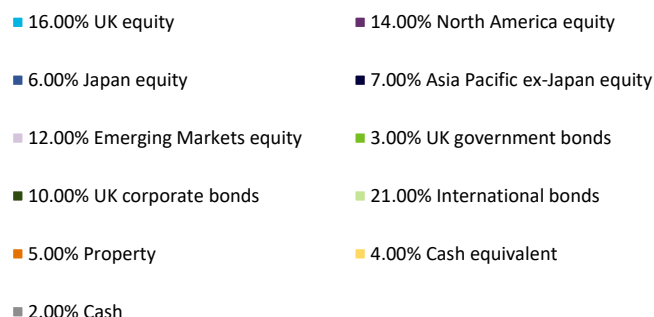 16.00% UK equity
14.00% North America equity
6.00% Japan equity
7.00% Asia Pacific ex-Japan equity
12.00% Emerging Markets equity
3.00% UK government bonds
10.00% UK corporate bonds
21.00% International bonds
5.00% Property
4.00% Cash equivalent
2.00% Cash